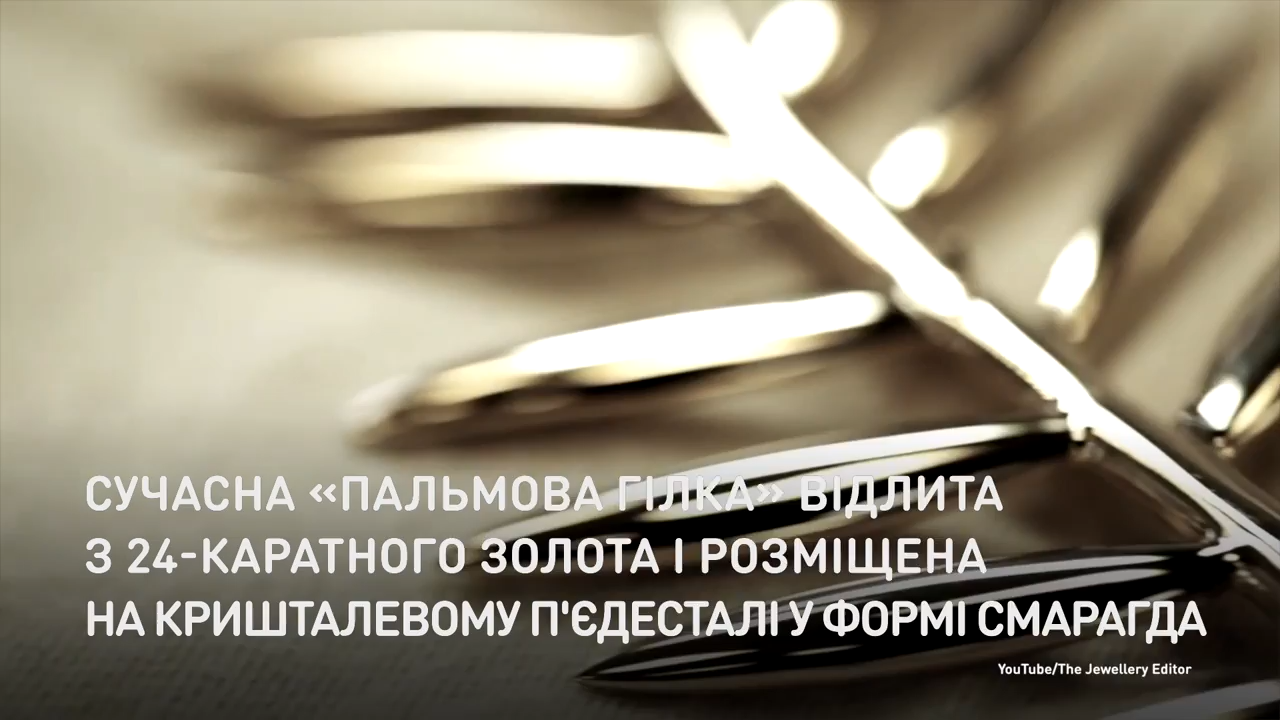 СУЧАСНА «ПАЛЬМОВА ГІЛКА» ВІДЛИТА
З 24-КАРАТНОГО ЗОЛОТА І РОЗМІЩЕНА
НА КРИШТАЛЕВОМУ П'ЄДЕСТАЛІ У ФОРМІ СМАРАГДА
YouTube/The Jewellery Editor